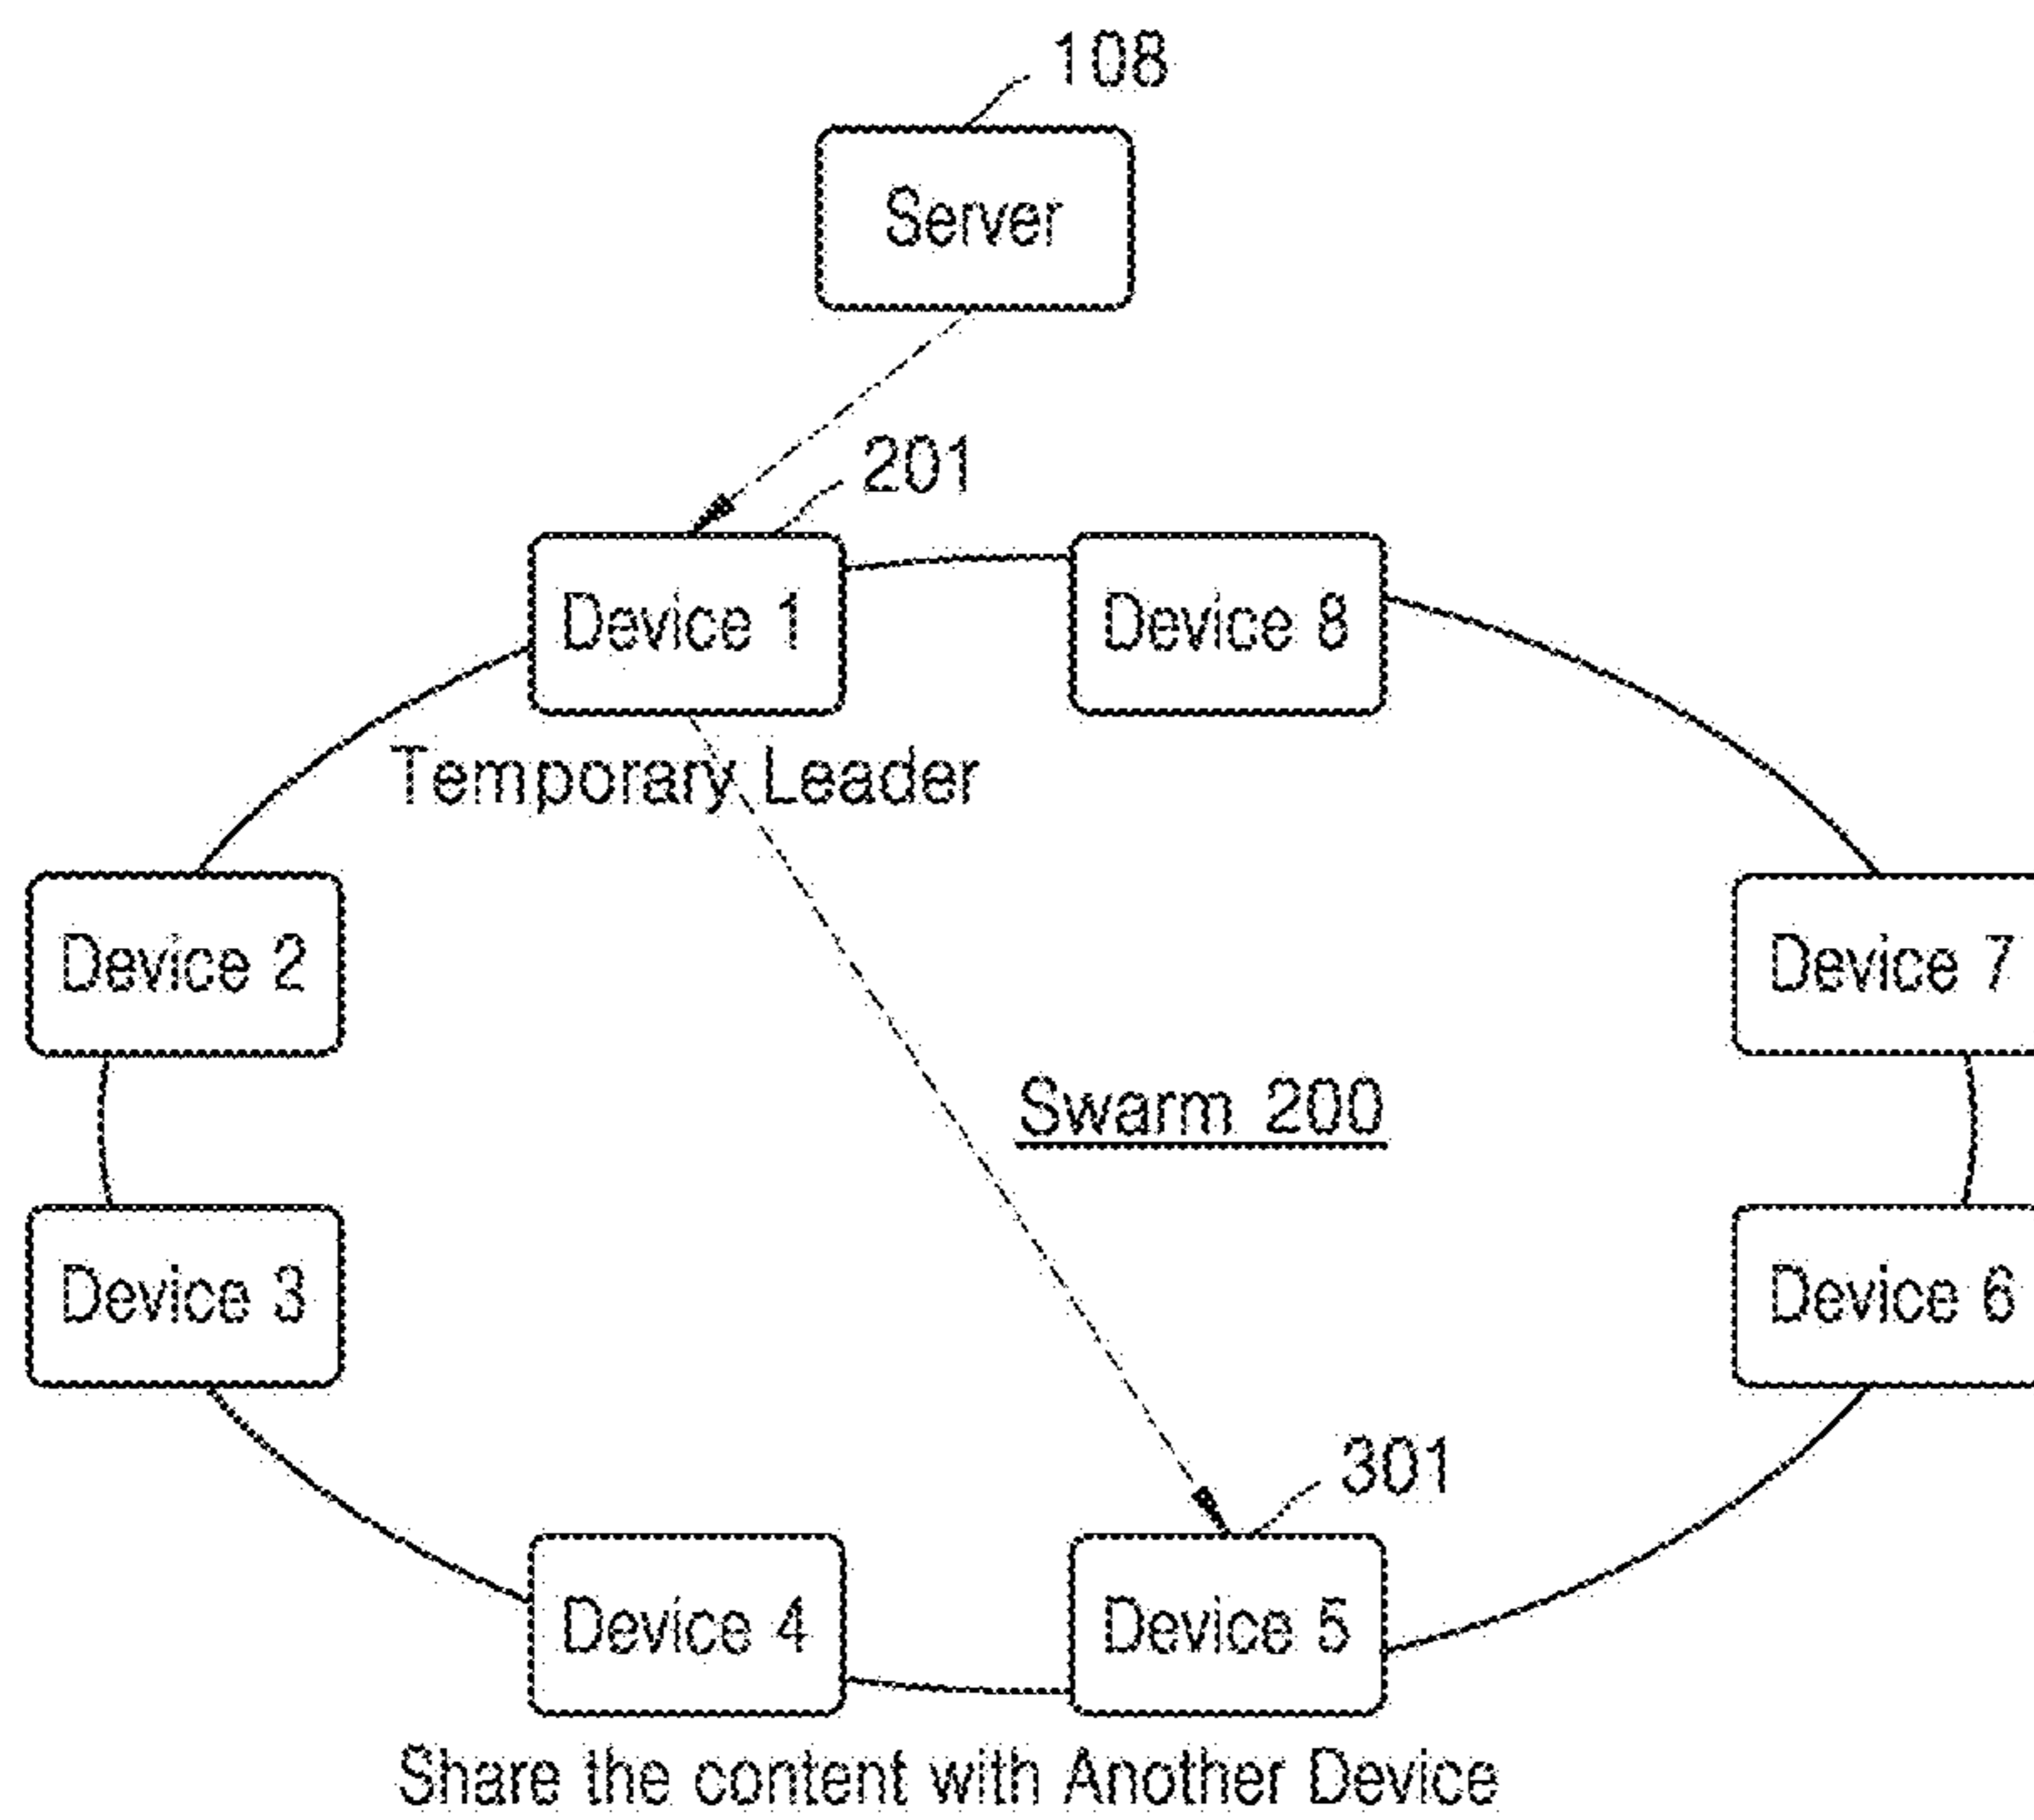 108
Server
201
Device 1
Device 8
Temporary Leader
Device 2
Device 7
Swarm 200
Device 3
Device 6
301
Device 4
Device 5
Share the content with Another Device